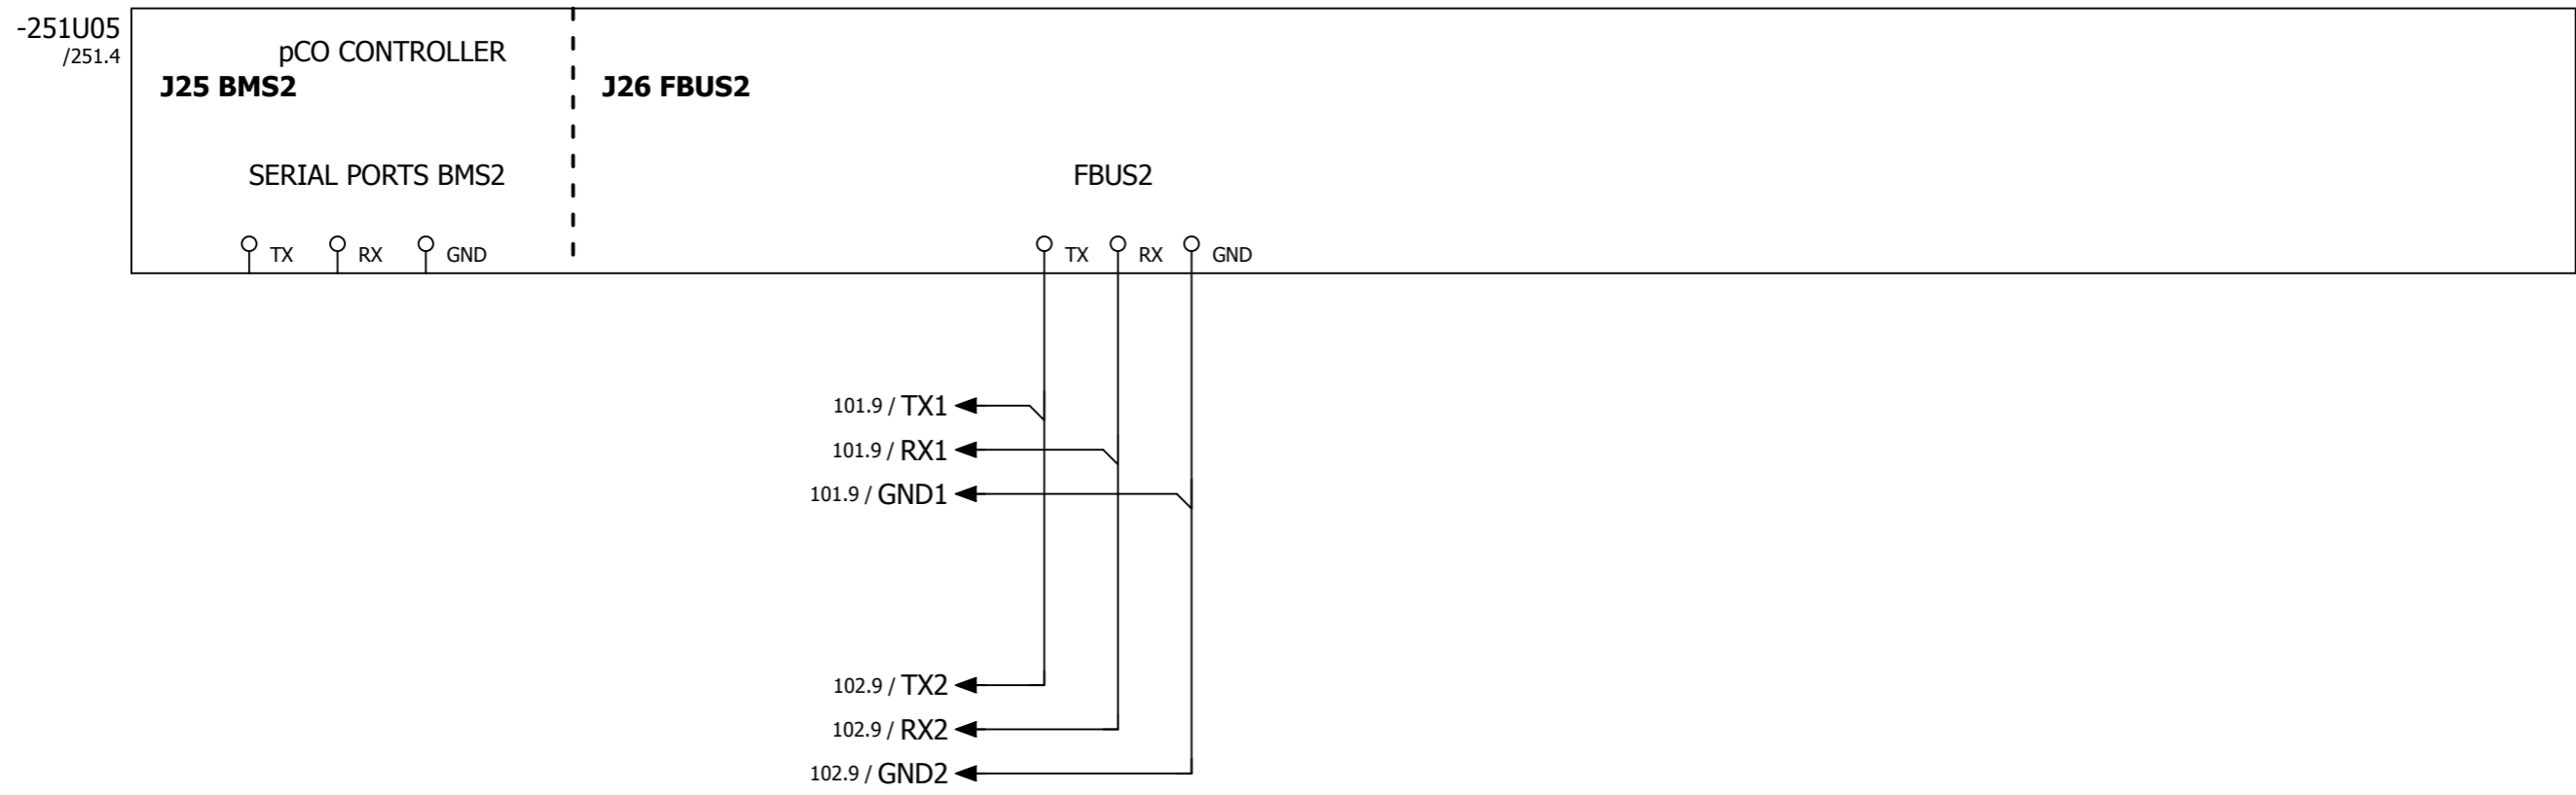 -251U05
/251.4
pCO CONTROLLER
J25 BMS2
J26 FBUS2
SERIAL PORTS BMS2
FBUS2
TX RX GND
TX RX GND
101.9 / TX1
101.9 / RX1
101.9 / GND1
102.9 / TX2
102.9 / RX2
102.9 / GND2